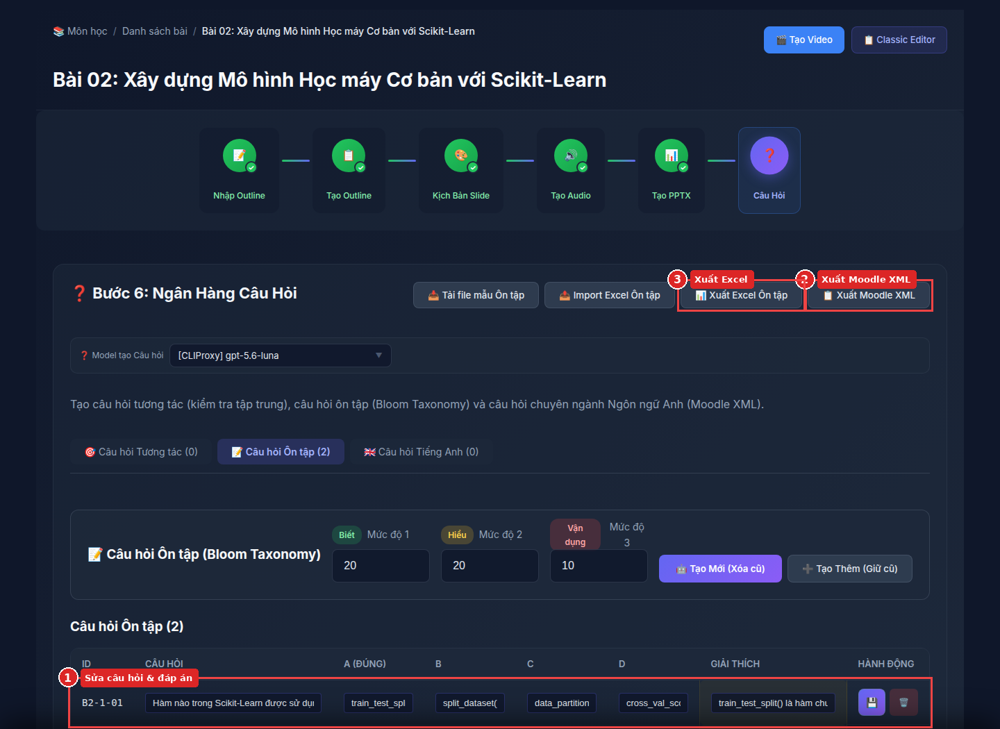 Môn học / Danh sách bài / Bài 02: Xây dựng Mô hình Học máy Cơ bản với Scikit-Learn
Tạo Video
Classic Editor
Bài 02: Xây dựng Mô hình Học máy Cơ bản với Scikit-Learn
Nhập Outline
Tạo Outline
Kịch Bản Slide
Tạo Audio
Tạo PPTX
Câu Hỏi
3 Xuất Excel
2 Xuất Moodle XML
Bước 6: Ngân Hàng Câu Hỏi
Tải file mẫu Ôn tập
Import Excel Ôn tập
Xuất Excel Ôn tập
Xuất Moodle XML
Model tạo Câu hỏi
[CLIProxy] gpt-5.6-luna
Tạo câu hỏi tương tác (kiểm tra tập trung), câu hỏi ôn tập (Bloom Taxonomy) và câu hỏi chuyên ngành Ngôn ngữ Anh (Moodle XML).
Câu hỏi Tương tác (0)
Câu hỏi Ôn tập (2)
Câu hỏi Tiếng Anh (0)
Câu hỏi Ôn tập (Bloom Taxonomy)
Biết Mức độ 1
20
Hiểu Mức độ 2
20
Vận dụng Mức độ 3
10
Tạo Mới (Xóa cũ)
Tạo Thêm (Giữ cũ)
Câu hỏi Ôn tập (2)
ID CÂU HỎI A (ĐÚNG) B C D GIẢI THÍCH HÀNH ĐỘNG
1 Sửa câu hỏi & đáp án
B2-1-01 Hàm nào trong Scikit-Learn được sử dụ train_test_spl split_dataset( data_partition cross_val_sc train_test_split() là hàm chu